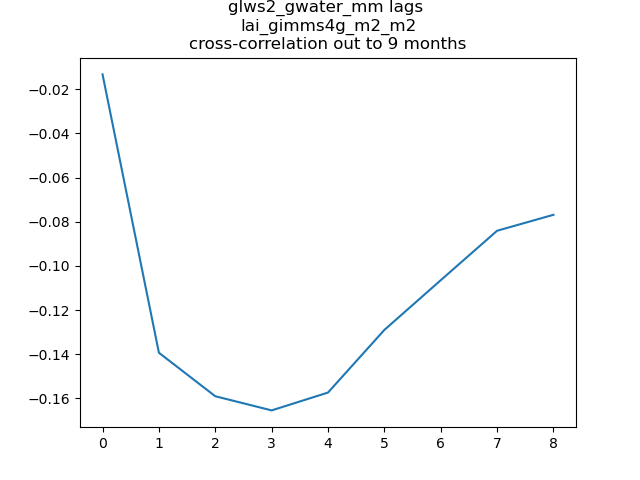 glws2_gwater_mm lags
lai_gimms4g_m2_m2
cross-correlation out to 9 months
−0.02
−0.04
−0.06
−0.08
−0.10
−0.12
−0.14
−0.16
0 1 2 3 4 5 6 7 8